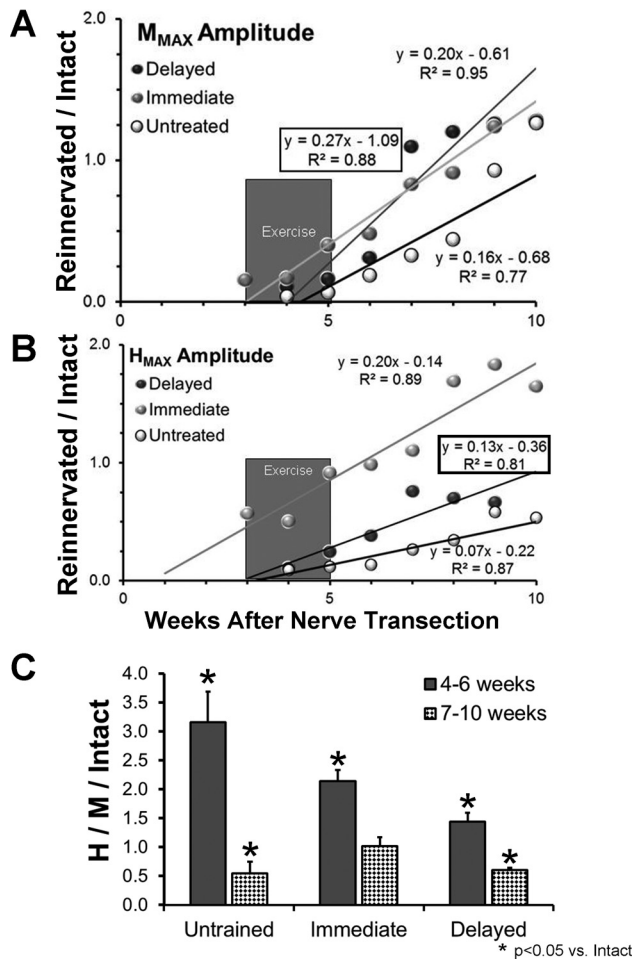 A
M MAX Amplitude
Delayed
Immediate
Untreated
y = 0.20x - 0.61
R² = 0.95
y = 0.27x - 1.09
R² = 0.88
Exercise
y = 0.16x - 0.68
R² = 0.77
Reinnervated / Intact
2.0
1.0
0.0
0
5
10
B
H MAX Amplitude
Delayed
Immediate
Untreated
y = 0.20x - 0.14
R² = 0.89
y = 0.13x - 0.36
R² = 0.81
Exercise
y = 0.07x - 0.22
R² = 0.87
Reinnervated / Intact
2.0
1.0
0.0
0
5
10
Weeks After Nerve Transection
C
4-6 weeks
7-10 weeks
H / M / Intact
4.0
3.5
3.0
2.5
2.0
1.5
1.0
0.5
0.0
* * * * *
Untrained Immediate Delayed
* p<0.05 vs. Intact